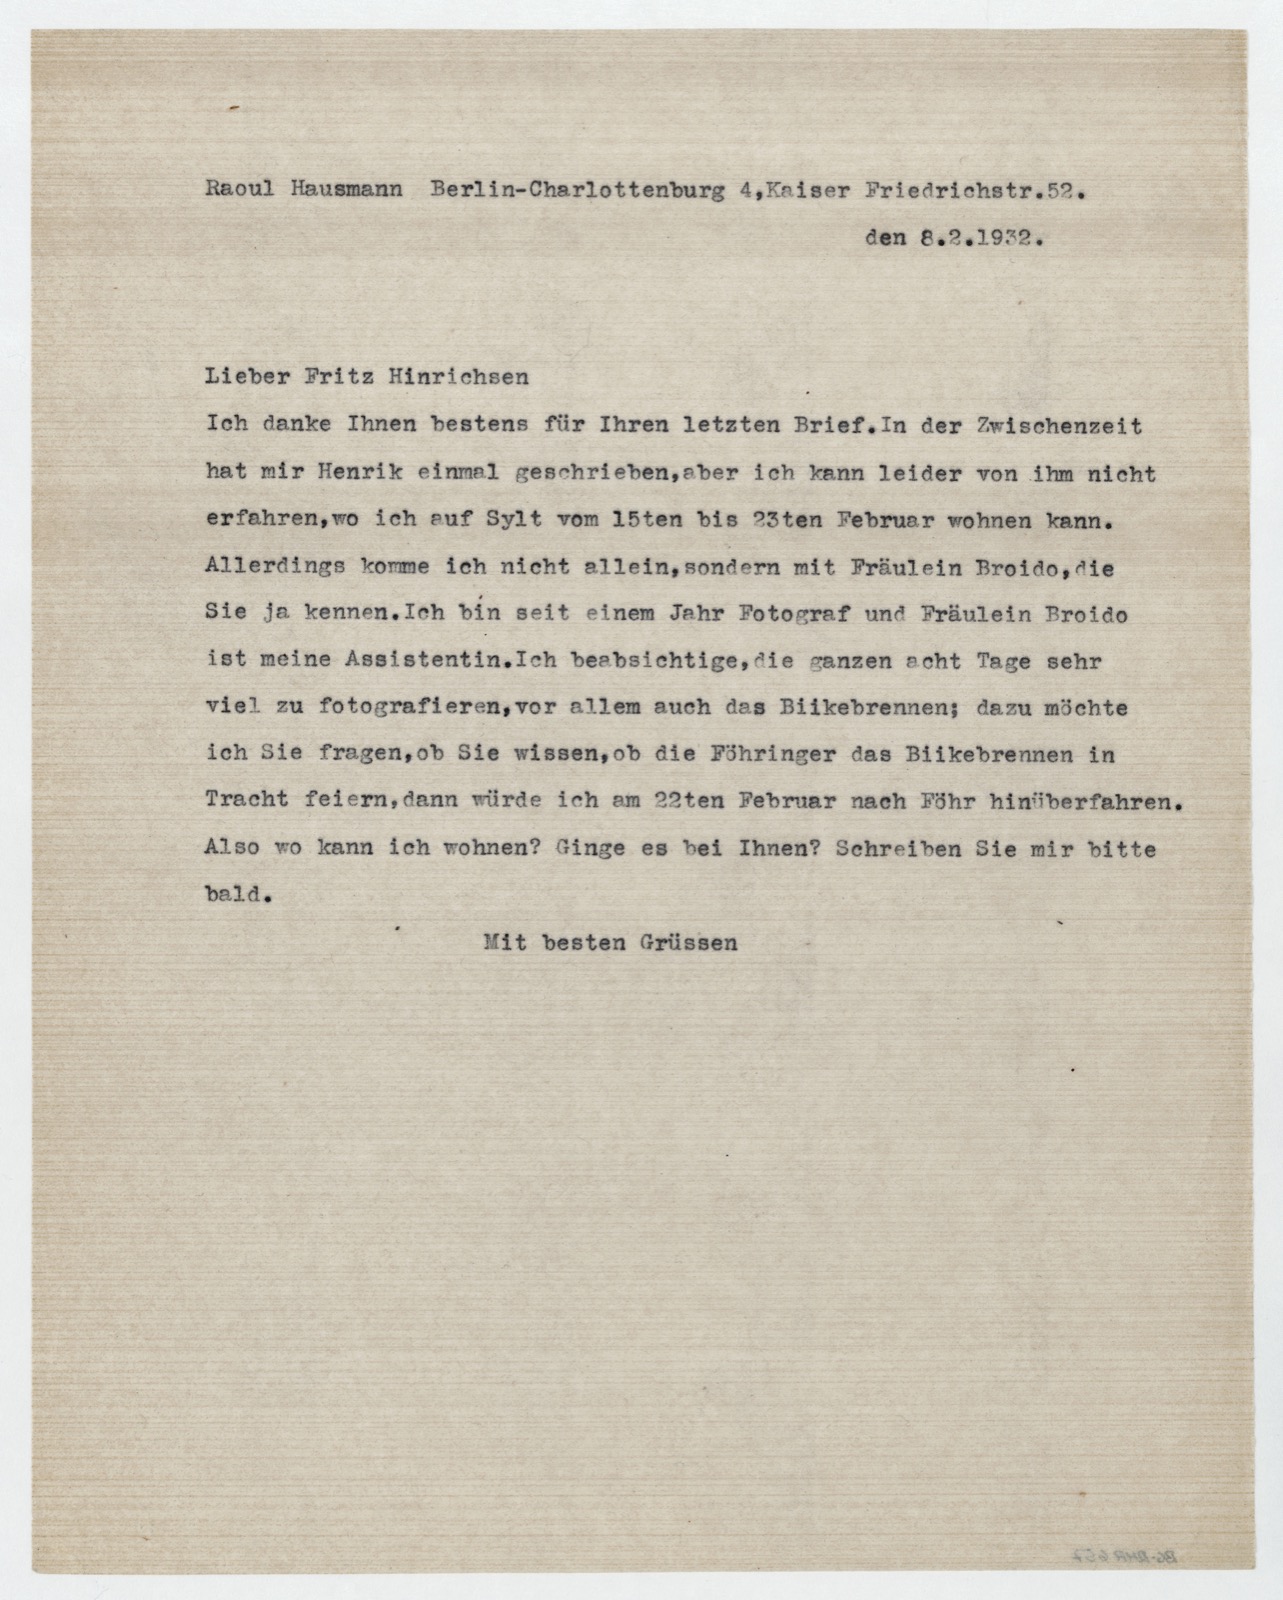 Raoul Hausmann  Berlin-Charlottenburg 4,Kaiser Friedrichstr.52.
den 8.2.1932.
Lieber Fritz Hinrichsen
Ich danke Ihnen bestens für Ihren letzten Brief.In der Zwischenzeit
hat mir Henrik einmal geschrieben,aber ich kann leider von ihm nicht
erfahren,wo ich auf Sylt vom 15ten bis 23ten Februar wohnen kann.
Allerdings komme ich nicht allein,sondern mit Fräulein Broido,die
Sie ja kennen.Ich bin seit einem Jahr Fotograf und Fräulein Broido
ist meine Assistentin.Ich beabsichtige,die ganzen acht Tage sehr
viel zu fotografieren,vor allem auch das Biikebrennen; dazu möchte
ich Sie fragen,ob Sie wissen,ob die Föhringer das Biikebrennen in
Tracht feiern,dann würde ich am 22ten Februar nach Föhr hinüberfahren.
Also wo kann ich wohnen? Ginge es bei Ihnen? Schreiben Sie mir bitte
bald.
Mit besten Grüssen